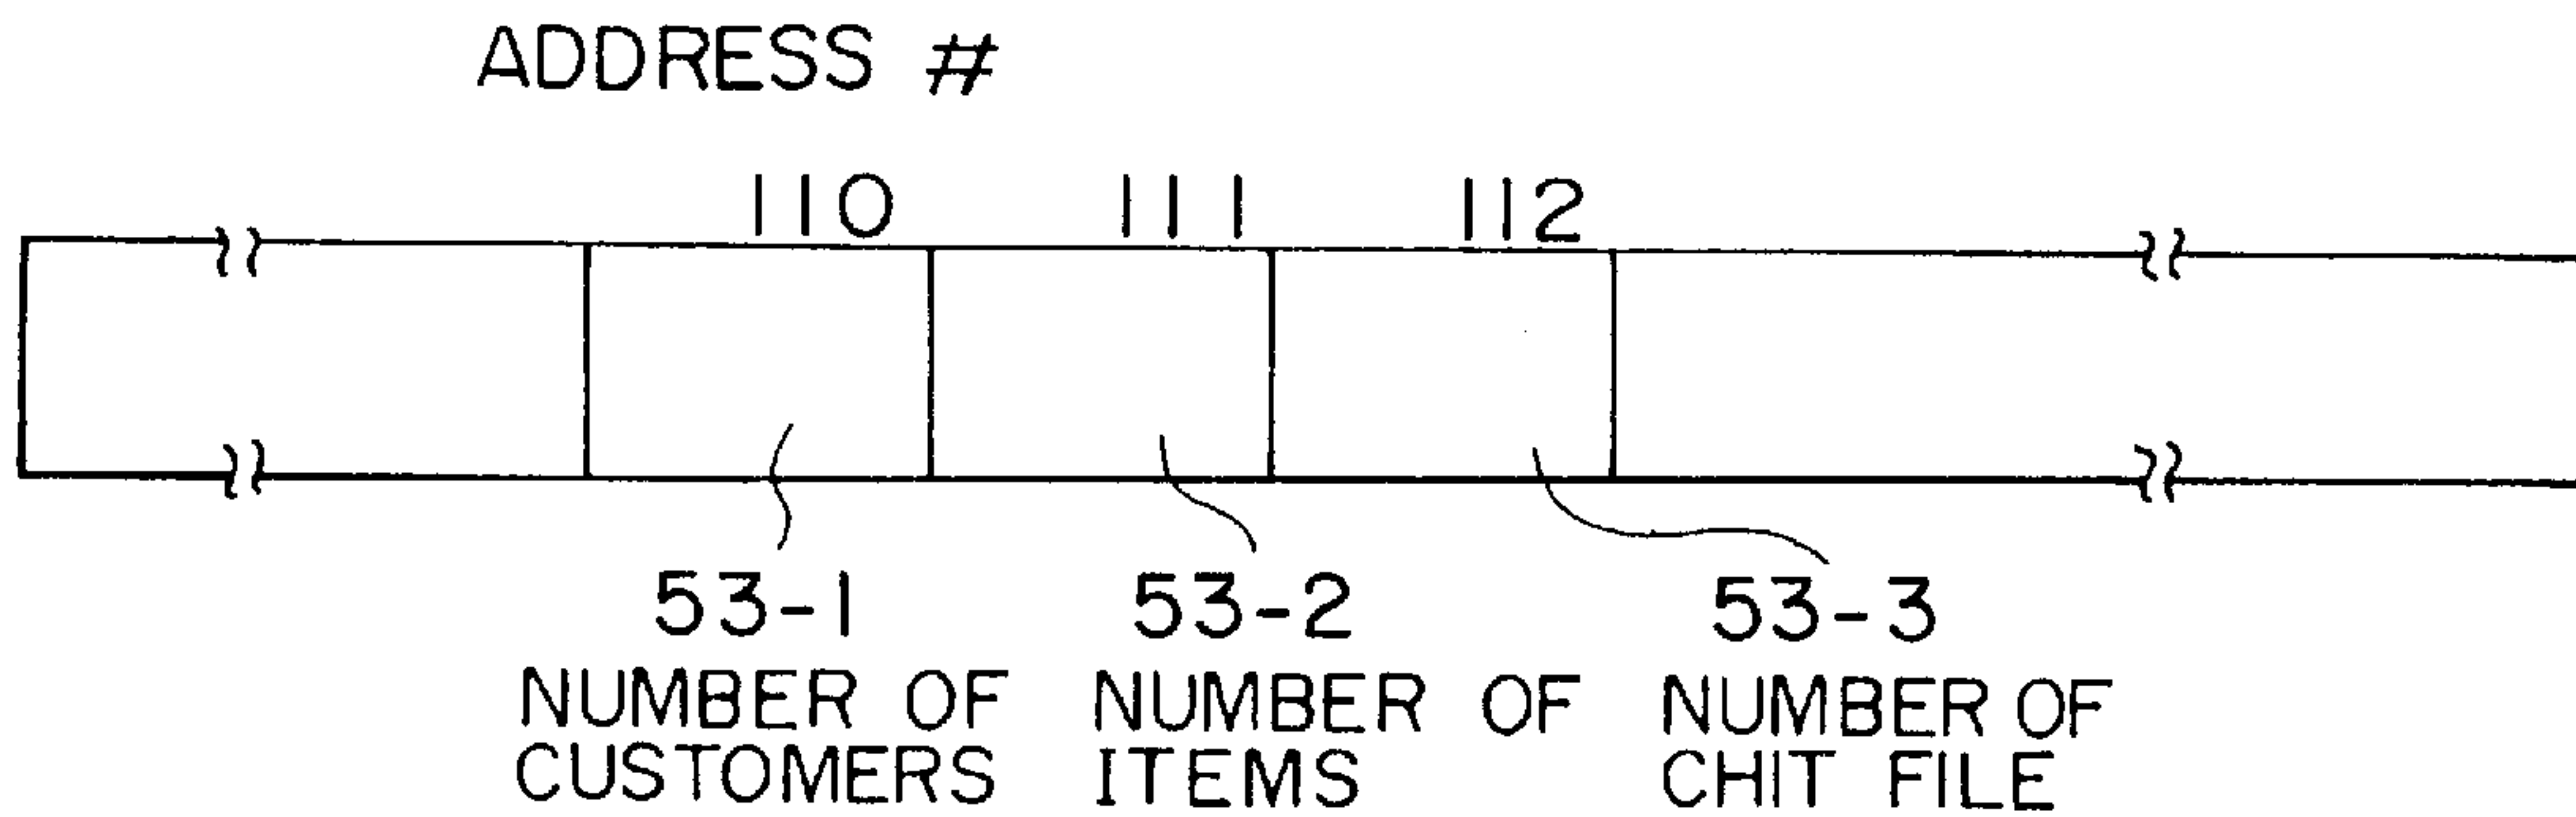 ADDRESS #
110 111 112
53-1 53-2 53-3
NUMBER OF NUMBER OF NUMBER OF
CUSTOMERS ITEMS CHIT FILE